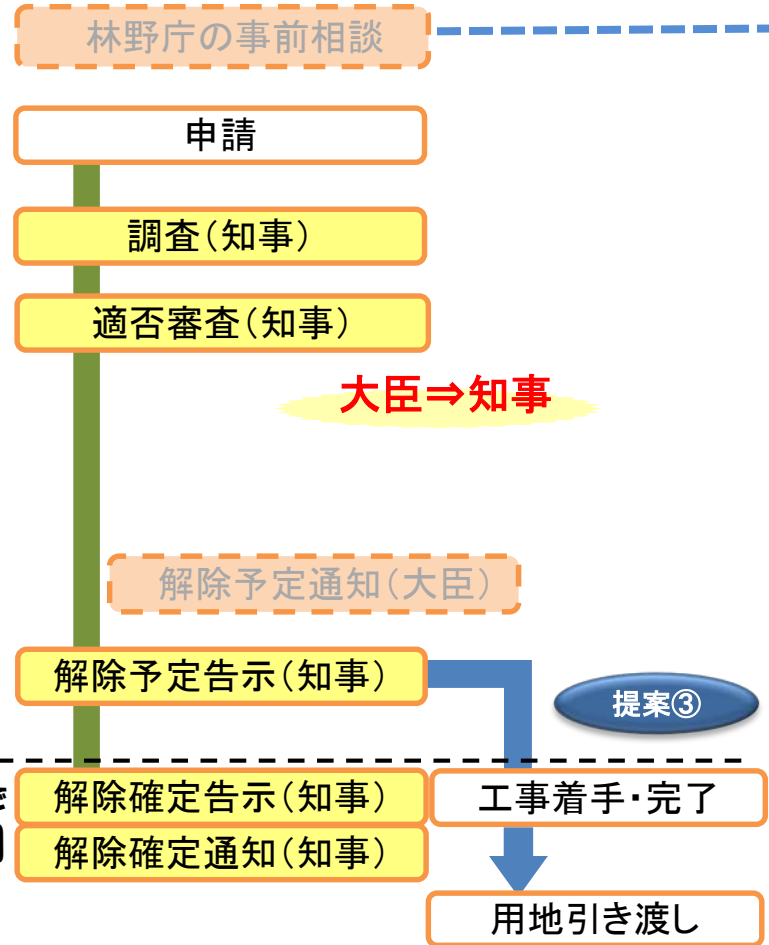 林野庁の事前相談
申請
調査（知事）
適否審査（知事）
大臣⇒知事
解除予定通知（大臣）
解除予定告示（知事）
提案③
解除確定告示（知事）
工事着手・完了
解除確定通知（知事）
用地引き渡し